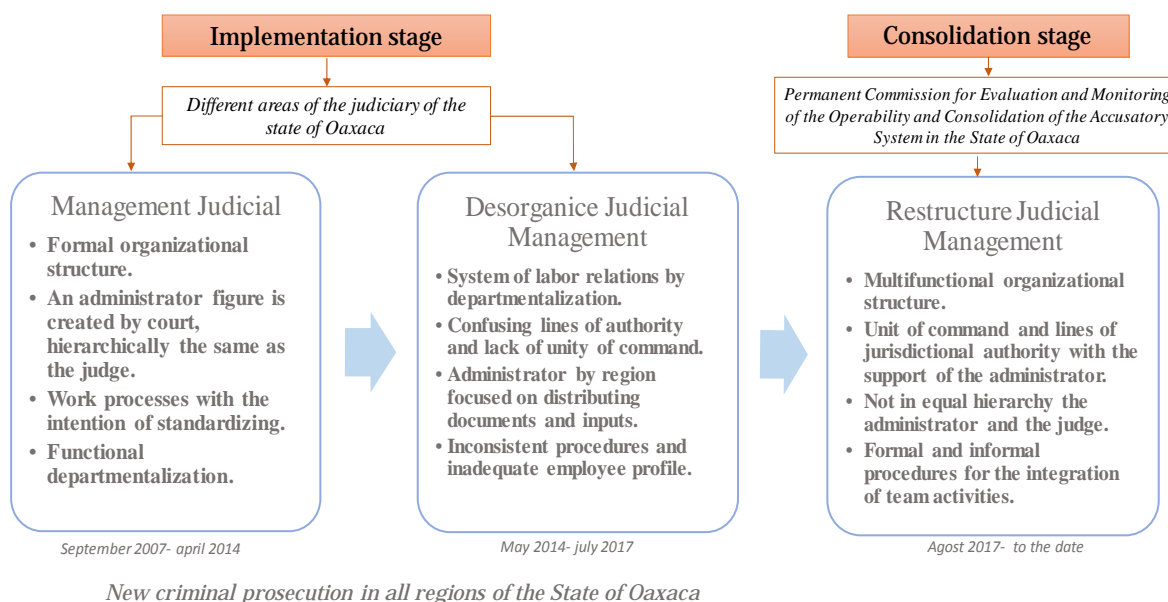 Implementation stage
Different areas of the judiciary of the
state of Oaxaca
Management Judicial
• Formal organizational
structure.
• An administrator figure is
created by court,
hierarchically the same as
the judge.
• Work processes with the
intention of standardizing.
• Functional
departmentalization.
September 2007- april 2014
Desorganice Judicial
Management
• System of labor relations by
departmentalization.
• Confusing lines of authority
and lack of unity of command.
• Administrator by region
focused on distributing
documents and inputs.
• Inconsistent procedures and
inadequate employee profile.
May 2014- july 2017
Consolidation stage
Permanent Commission for Evaluation and Monitoring
of the Operability and Consolidation of the Accusatory
System in the State of Oaxaca
Restructure Judicial
Management
• Multifunctional organizational
structure.
• Unit of command and lines of
jurisdictional authority with the
support of the administrator.
• Not in equal hierarchy the
administrator and the judge.
• Formal and informal
procedures for the integration
of team activities.
Agost 2017- to the date
New criminal prosecution in all regions of the State of Oaxaca